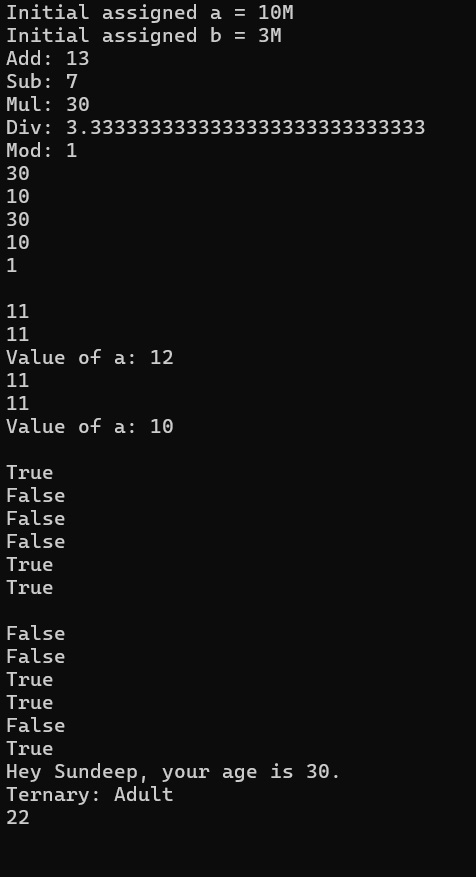 Initial assigned a = 10M
Initial assigned b = 3M
Add: 13
Sub: 7
Mul: 30
Div: 3.3333333333333333333333333333
Mod: 1
30
10
30
10
1
11
11
Value of a: 12
11
11
Value of a: 10
True
False
False
False
True
True
False
False
True
True
False
True
Hey Sundeep, your age is 30.
Ternary: Adult
22